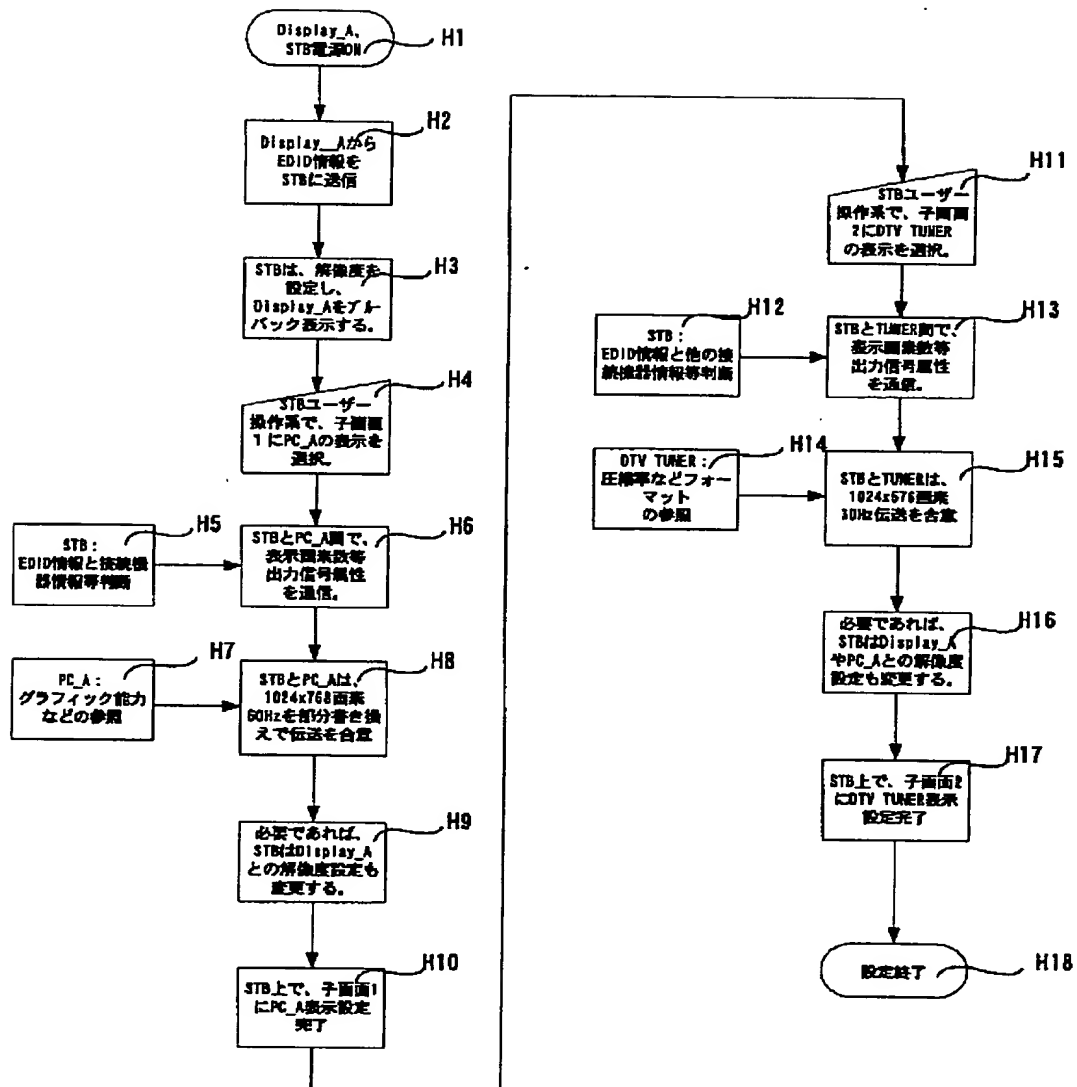 Display_A、
STB電源ON
H1
Display_Aから
EDID情報を
STBに送信
H2
STBは、解像度を
設定し、
Display_Aをブルー
バック表示する。
H3
STBユーザー
操作系で、子画面
1にPC_Aの表示を
選択。
H4
STB：
EDID情報と接続機
器情報等判断
H5
STBとPC_A間で、
表示画素数等
出力信号属性
を通信。
H6
PC_A：
グラフィック能力
などの参照
H7
STBとPC_Aは、
1024x768画素
60Hzを部分書き換
えで伝送を合意
H8
必要であれば、
STBはDisplay_A
との解像度設定も
変更する。
H9
STB上で、子画面1
にPC_A表示設定
完了
H10
STBユーザー
操作系で、子画面
2にDTV TUNER
の表示を選択。
H11
STB：
EDID情報と他の接
続機器情報等判断
H12
STBとTUNER間で、
表示画素数等
出力信号属性
を通信。
H13
DTV TUNER：
圧縮率などフォー
マット
の参照
H14
STBとTUNERは、
1024x576画素
30Hz伝送を合意
H15
必要であれば、
STBはDisplay_A
やPC_Aとの解像度
設定も変更する。
H16
STB上で、子画面2
にDTV TUNER表示
設定完了
H17
設定終了
H18